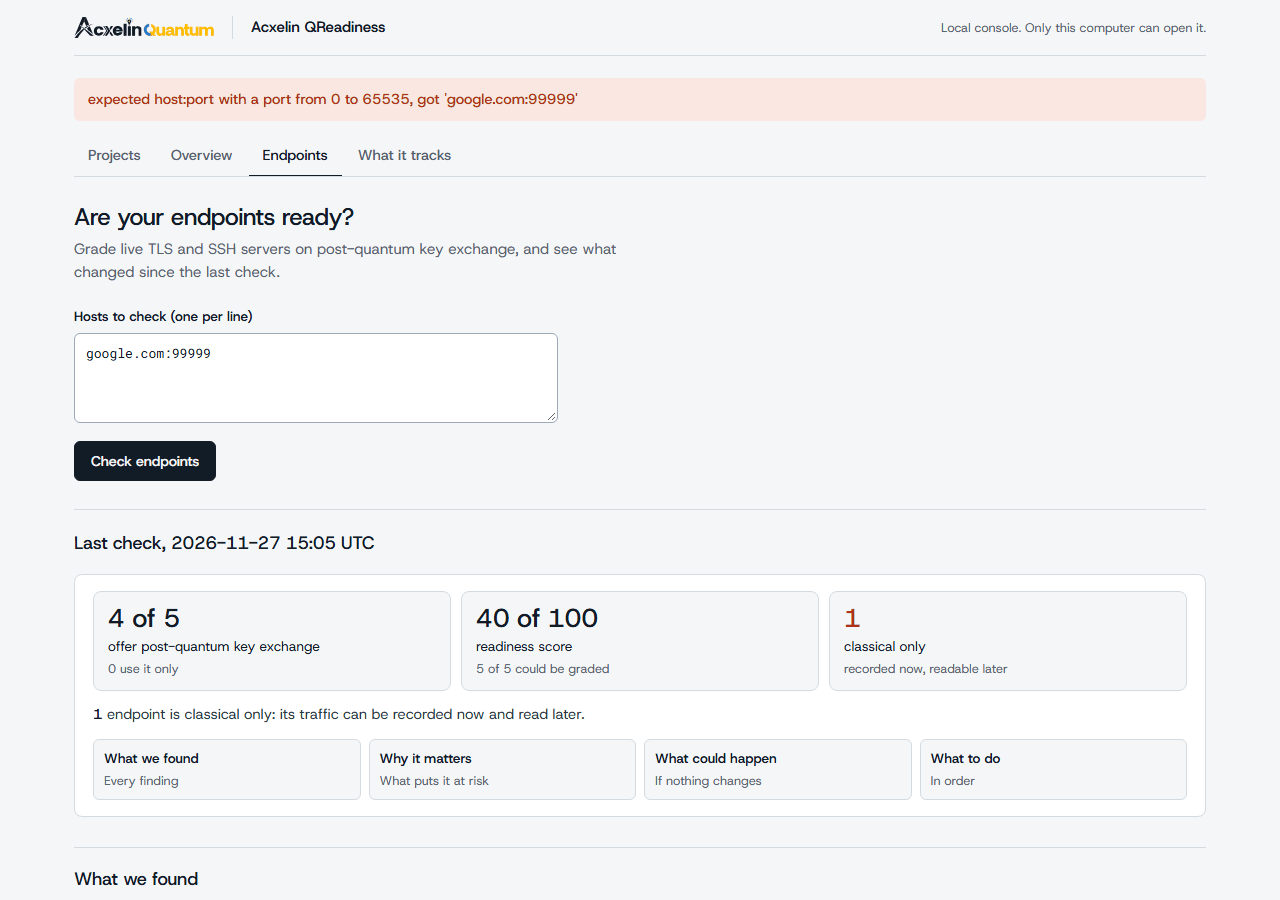 Acxelin Quantum
Acxelin QReadiness
Local console. Only this computer can open it.
expected host:port with a port from 0 to 65535, got 'google.com:99999'
Projects
Overview
Endpoints
What it tracks
Are your endpoints ready?
Grade live TLS and SSH servers on post-quantum key exchange, and see what
changed since the last check.
Hosts to check (one per line)
google.com:99999
Check endpoints
Last check, 2026-11-27 15:05 UTC
4 of 5
offer post-quantum key exchange
0 use it only
40 of 100
readiness score
5 of 5 could be graded
1
classical only
recorded now, readable later
1 endpoint is classical only: its traffic can be recorded now and read later.
What we found
Every finding
Why it matters
What puts it at risk
What could happen
If nothing changes
What to do
In order
What we found